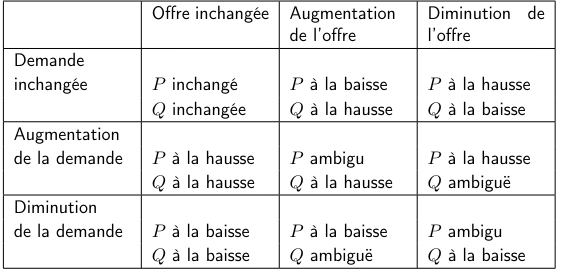 Offre inchangée Augmentation Diminution de
de l'offre l'offre
Demande
inchangée P inchangé P à la baisse P à la hausse
Q inchangée Q à la hausse Q à la baisse
Augmentation
de la demande P à la hausse P ambigu P à la hausse
Q à la hausse Q à la hausse Q ambiguë
Diminution
de la demande P à la baisse P à la baisse P ambigu
Q à la baisse Q ambiguë Q à la baisse